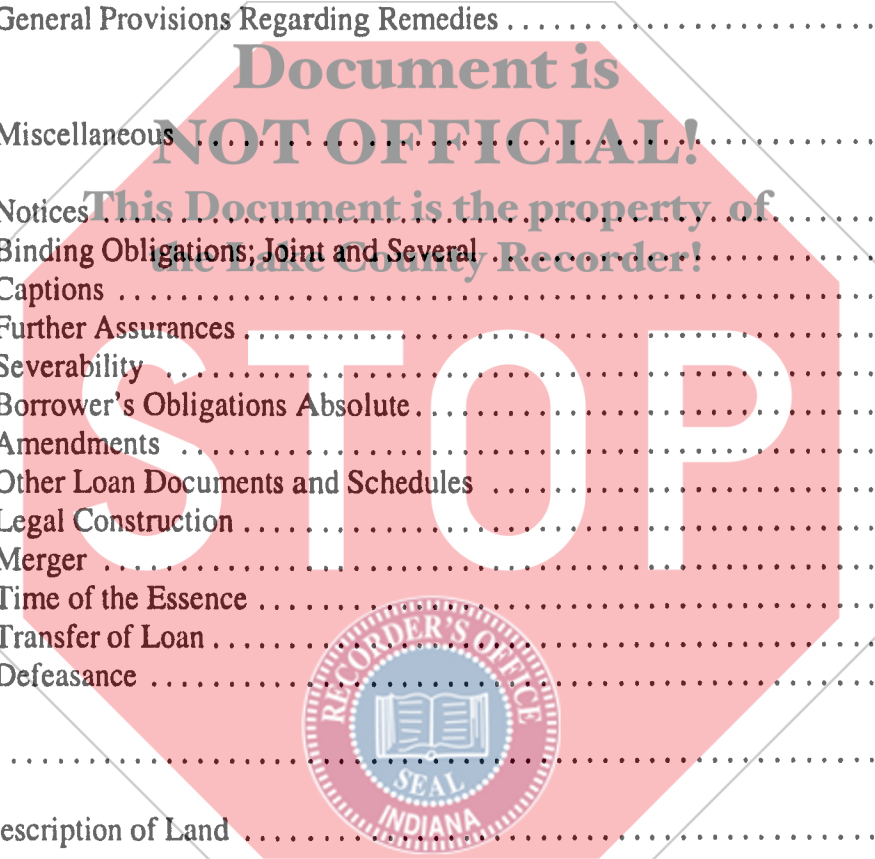 General Provisions Regarding Remedies
Document is
Miscellaneous
NOT OFFICIAL!
Notices
This Document is the property of
Binding Obligations; Joint and Several
the Lake County Recorder!
Captions
Further Assurances
Severability
STOP
Borrower's Obligations Absolute
Amendments
Other Loan Documents and Schedules
Legal Construction
Merger
Time of the Essence
Transfer of Loan
Defeasance
RECORDER'S OFFICE
SEAL
INDIANA
escription of Land